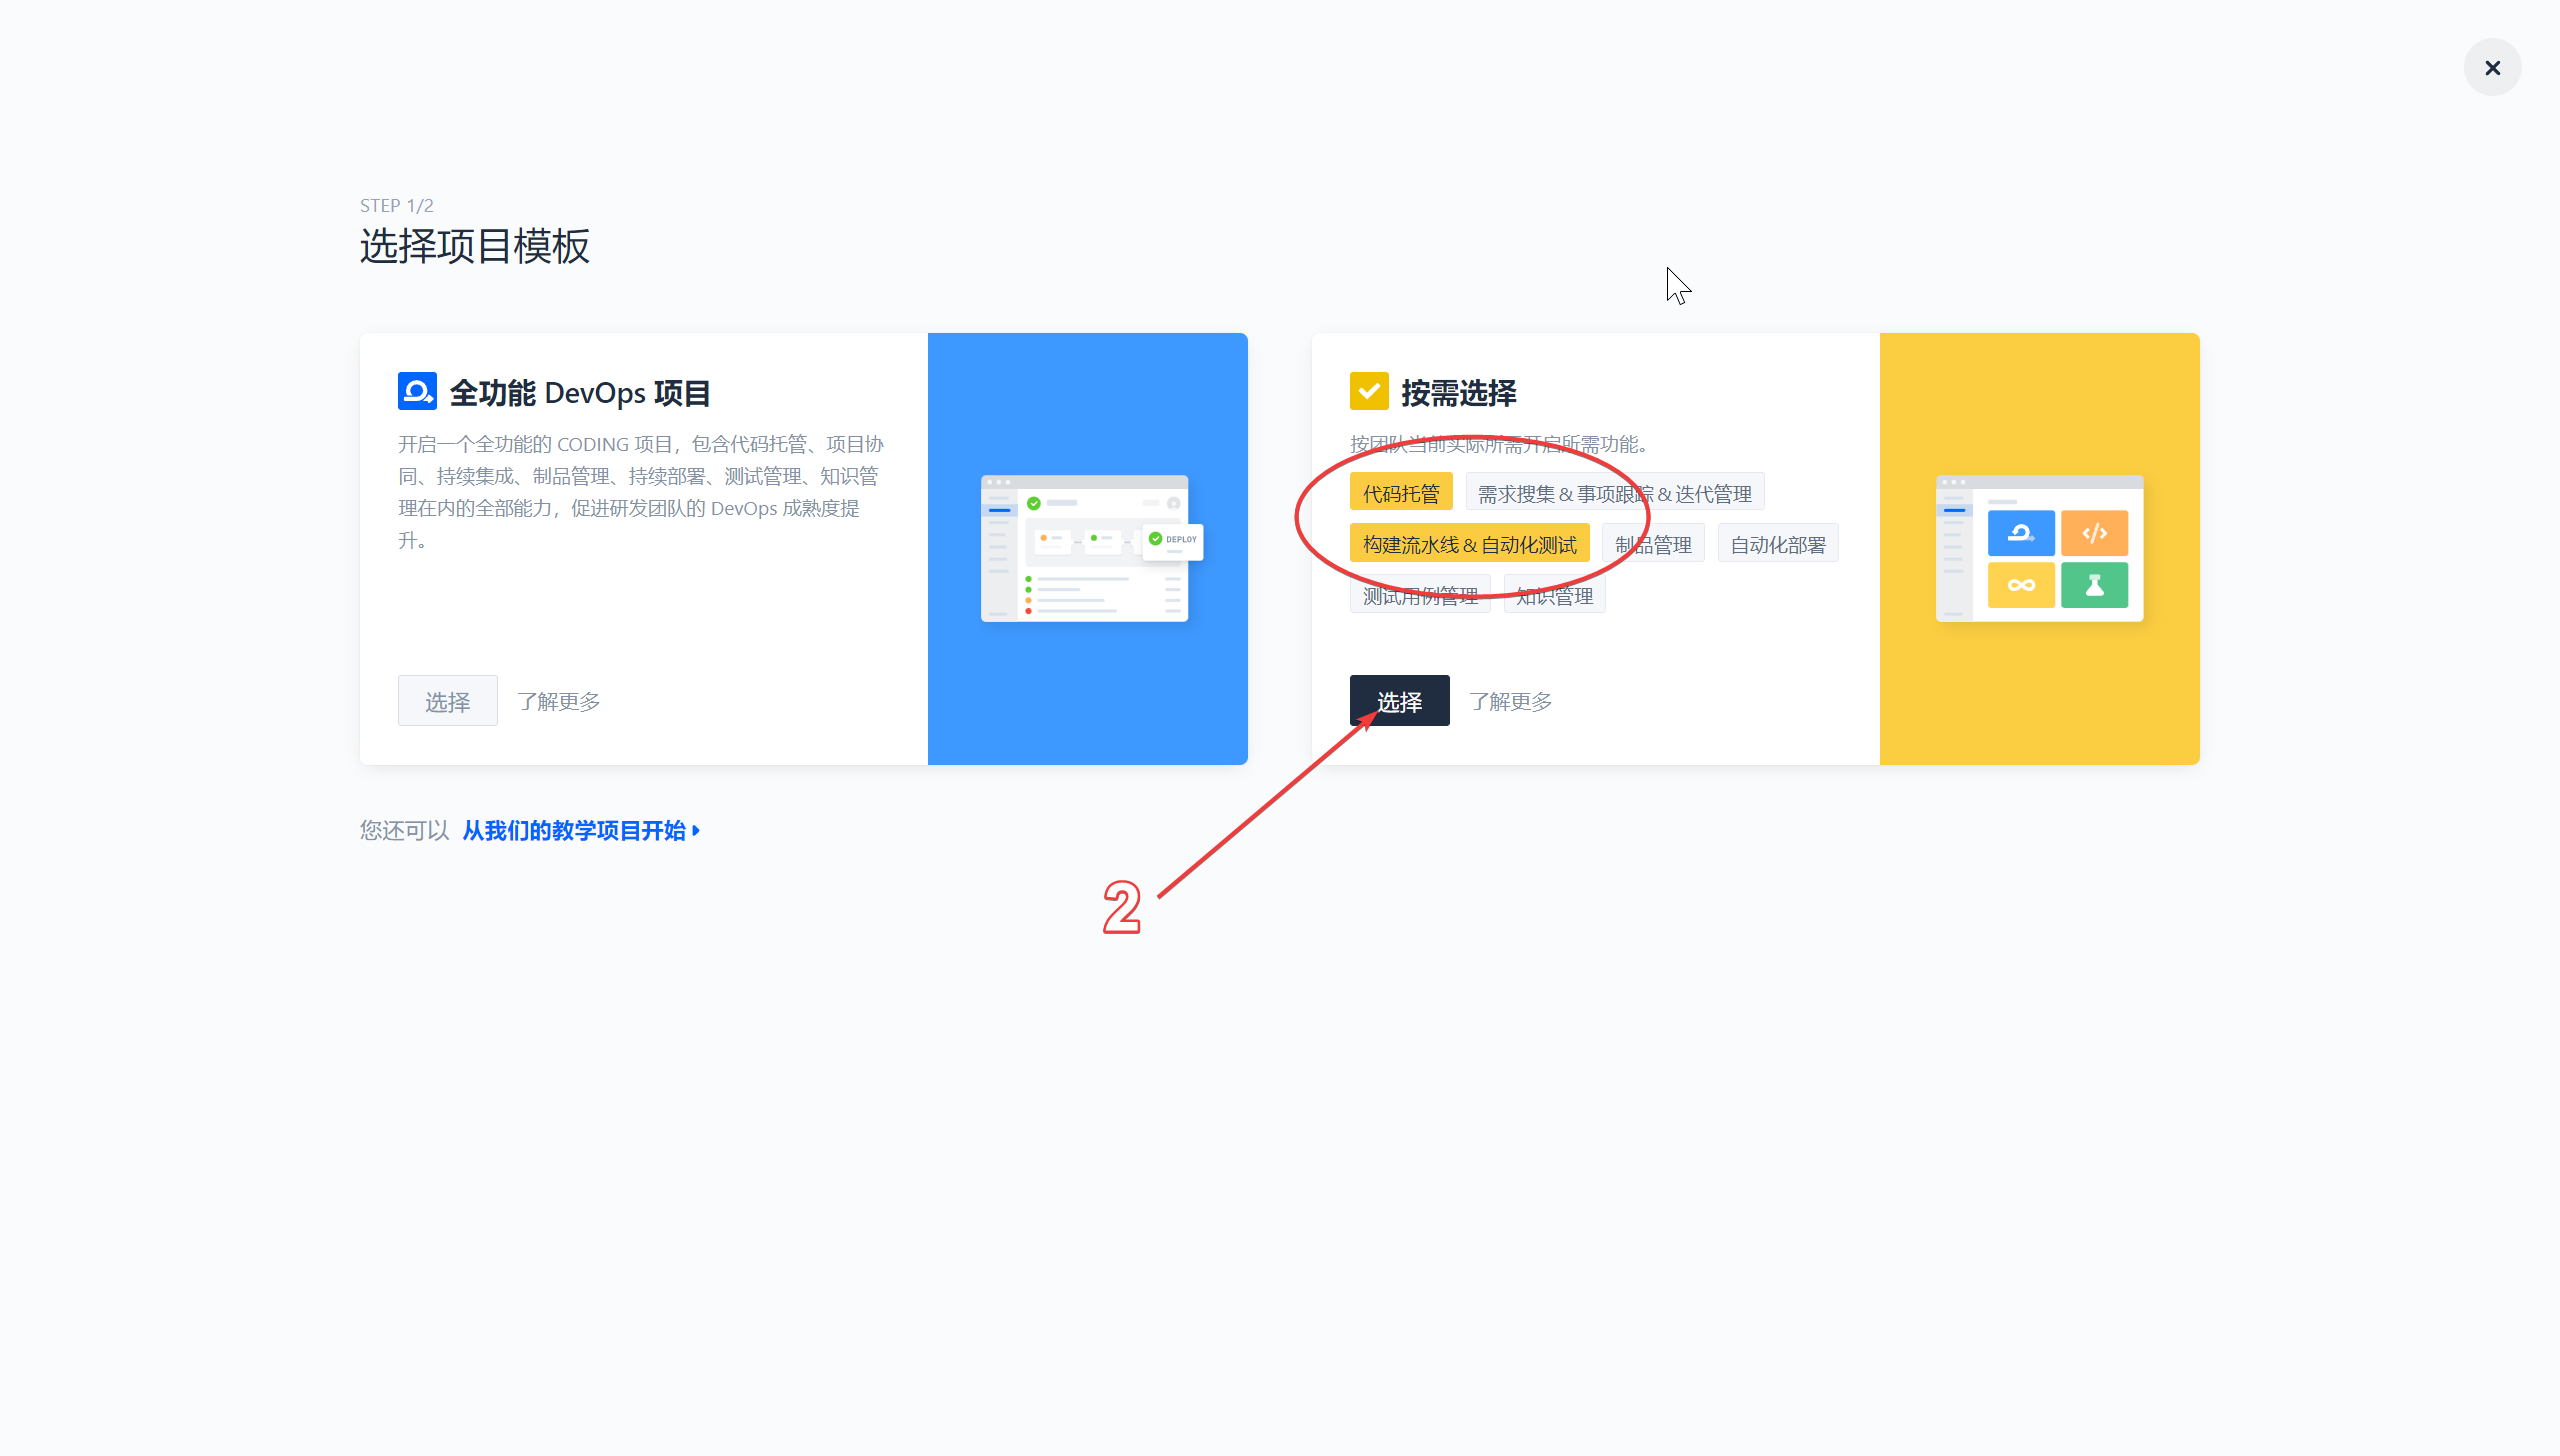 STEP 1/2
选择项目模板
全功能 DevOps 项目
开启一个全功能的 CODING 项目，包含代码托管、项目协
同、持续集成、制品管理、持续部署、测试管理、知识管
理在内的全部能力，促进研发团队的 DevOps 成熟度提
升。
选择 了解更多
DEPLOY
按需选择
按团队当前实际所需开启所需功能。
代码托管 需求搜集 & 事项跟踪 & 迭代管理
构建流水线 & 自动化测试 制品管理 自动化部署
测试用例管理 知识管理
选择 了解更多
您还可以 从我们的教学项目开始
2